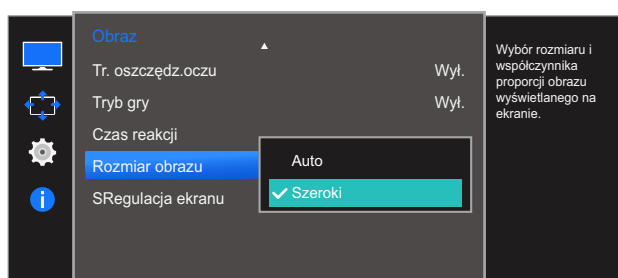 Obraz
Tr. oszczędz.oczu Wył.
Tryb gry Wył.
Czas reakcji
Rozmiar obrazu
SRegulacja ekranu
Auto
Szeroki
Wybór rozmiaru i
współczynnika
proporcji obrazu
wyświetlanego na
ekranie.